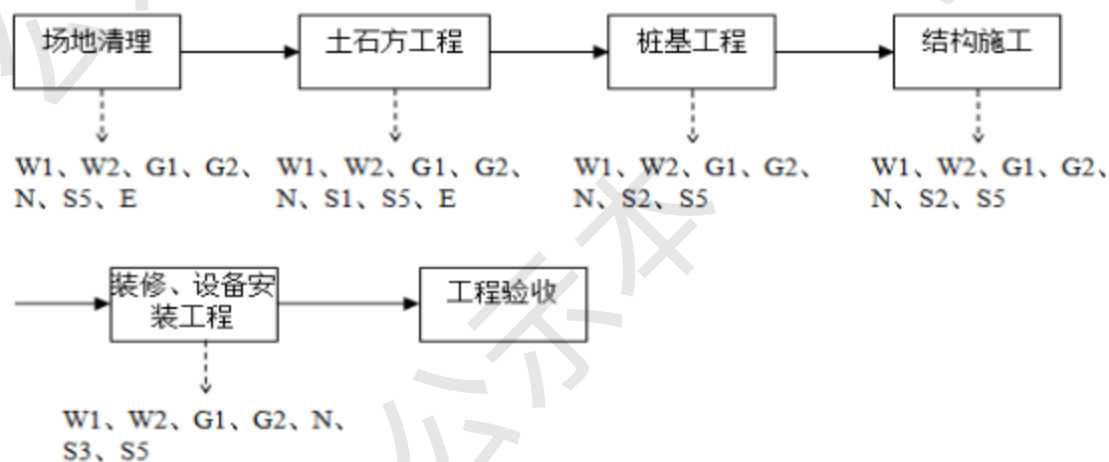 场地清理
土石方工程
桩基工程
结构施工
W1、W2、G1、G2、
N、S5、E
W1、W2、G1、G2、
N、S1、S5、E
W1、W2、G1、G2、
N、S2、S5
W1、W2、G1、G2、
N、S2、S5
装修、设备安
装工程
工程验收
W1、W2、G1、G2、N、
S3、S5
公示本